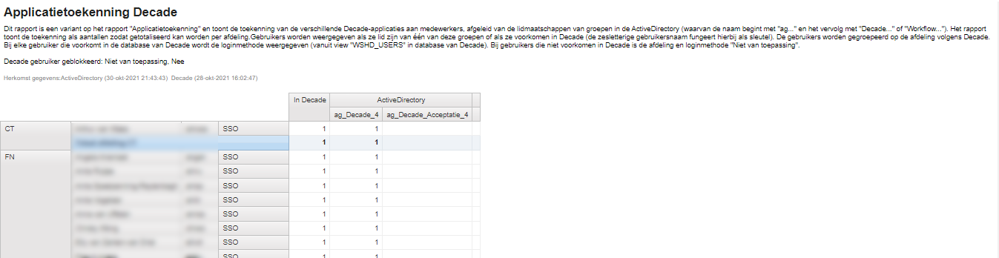 Applicatietoekenning Decade
Dit rapport is een variant op het rapport "Applicatietoekenning" en toont de toekenning van de verschillende Decade-applicaties aan medewerkers, afgeleid van de lidmaatschappen van groepen in de ActiveDirectory (waarvan de naam begint met "ag..." en het vervolg met "Decade..." of "Workflow..."). Het rapport
toont de toekenning als aantallen zodat getotaliseerd kan worden per afdeling.Gebruikers worden weergegeven als ze lid zijn van één van deze groepen of als ze voorkomen in Decade (de zesletterige gebruikersnaam fungeert hierbij als sleutel). De gebruikers worden gegroepeerd op de afdeling volgens Decade.
Bij elke gebruiker die voorkomt in de database van Decade wordt de loginmethode weergegeven (vanuit view "WSHD_USERS" in database van Decade). Bij gebruikers die niet voorkomen in Decade is de afdeling en loginmethode "Niet van toepassing".
Decade gebruiker geblokkeerd: Niet van toepassing, Nee
Herkomst gegevens:ActiveDirectory (30-okt-2021 21:43:43) Decade (28-okt-2021 16:02:47)
In Decade ActiveDirectory
ag_Decade_4 ag_Decade_Acceptatie_4
CT SSO 1 1
1 1
FN SSO 1 1
SSO 1 1
SSO 1 1
SSO 1 1
SSO 1 1
SSO 1 1
SSO 1 1
SSO 1 1